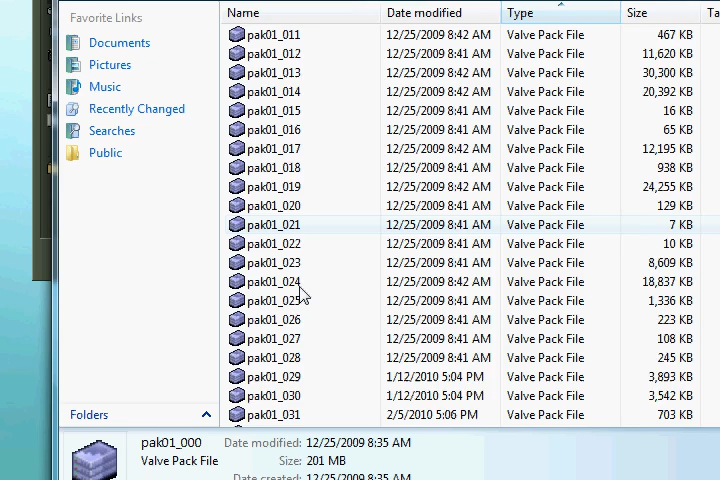 Favorite Links
Documents
Pictures
Music
Recently Changed
Searches
Public
Folders
Name Date modified Type Size Ta
pak01_011 12/25/2009 8:42 AM Valve Pack File 467 KB
pak01_012 12/25/2009 8:41 AM Valve Pack File 11,620 KB
pak01_013 12/25/2009 8:42 AM Valve Pack File 30,300 KB
pak01_014 12/25/2009 8:42 AM Valve Pack File 20,392 KB
pak01_015 12/25/2009 8:41 AM Valve Pack File 16 KB
pak01_016 12/25/2009 8:41 AM Valve Pack File 65 KB
pak01_017 12/25/2009 8:42 AM Valve Pack File 12,195 KB
pak01_018 12/25/2009 8:41 AM Valve Pack File 938 KB
pak01_019 12/25/2009 8:42 AM Valve Pack File 24,255 KB
pak01_020 12/25/2009 8:41 AM Valve Pack File 129 KB
pak01_021 12/25/2009 8:41 AM Valve Pack File 7 KB
pak01_022 12/25/2009 8:41 AM Valve Pack File 10 KB
pak01_023 12/25/2009 8:41 AM Valve Pack File 8,609 KB
pak01_024 12/25/2009 8:42 AM Valve Pack File 18,837 KB
pak01_025 12/25/2009 8:41 AM Valve Pack File 1,336 KB
pak01_026 12/25/2009 8:41 AM Valve Pack File 223 KB
pak01_027 12/25/2009 8:41 AM Valve Pack File 108 KB
pak01_028 12/25/2009 8:41 AM Valve Pack File 245 KB
pak01_029 1/12/2010 5:04 PM Valve Pack File 3,893 KB
pak01_030 1/12/2010 5:04 PM Valve Pack File 3,542 KB
pak01_031 2/5/2010 5:06 PM Valve Pack File 703 KB
pak01_000 Date modified: 12/25/2009 8:35 AM
Valve Pack File Size: 201 MB
Date created: 12/25/2009 8:35 AM